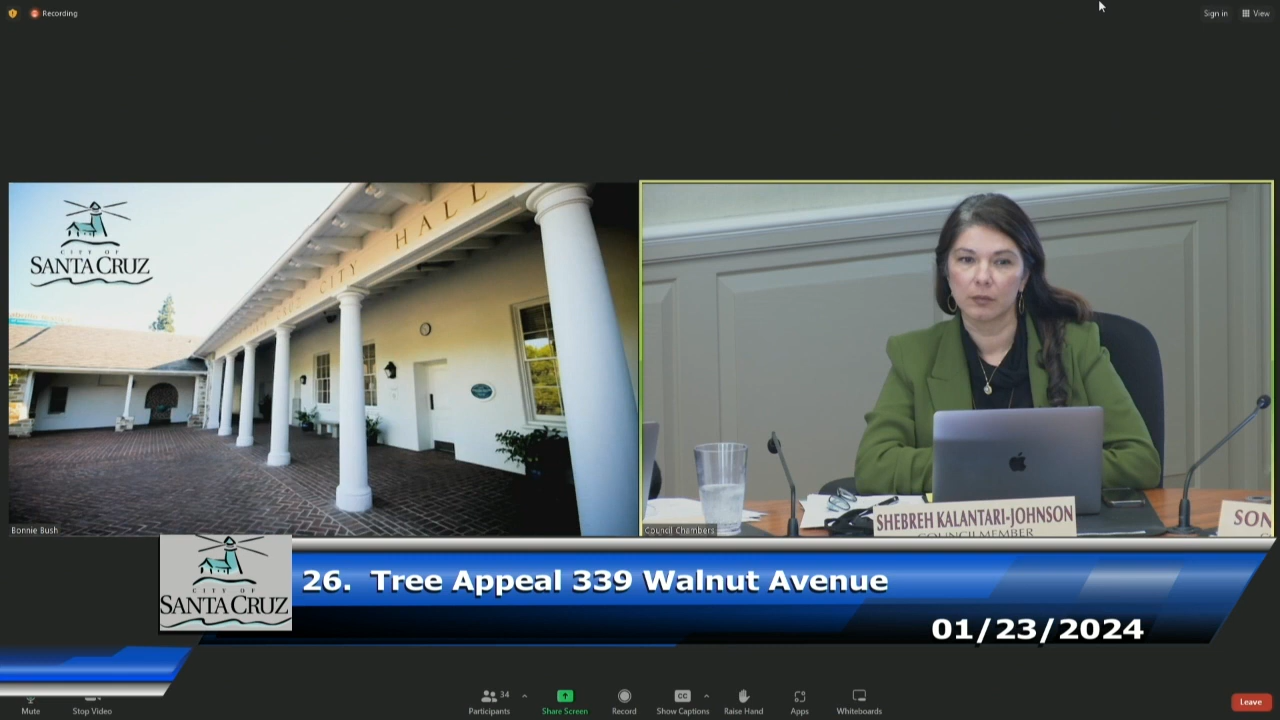 Recording
Sign in
View
CITY OF
SANTA CRUZ
CITY HALL
Bonnie Bush
Council Chambers
SHEBREH KALANTARI-JOHNSON
COUNCILMEMBER
SON
CITY OF
SANTA CRUZ
26. Tree Appeal 339 Walnut Avenue
01/23/2024
Mute
Stop Video
34
Participants
Share Screen
Record
CC
Show Captions
Raise Hand
Apps
Whiteboards
Leave